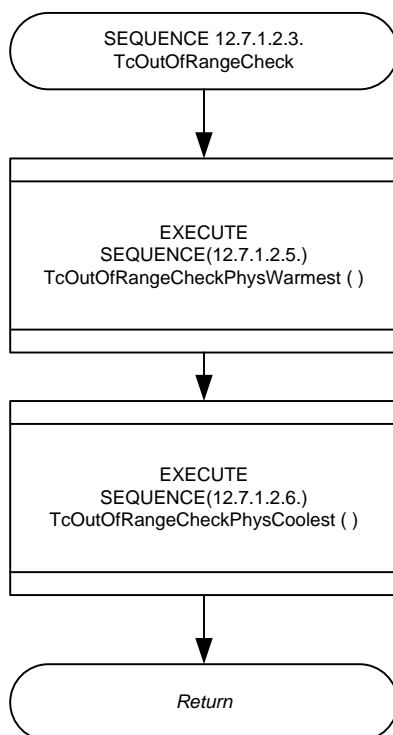 SEQUENCE 12.7.1.2.3.
TcOutOfRangeCheck
EXECUTE
SEQUENCE(12.7.1.2.5.)
TcOutOfRangeCheckPhysWarmest ( )
EXECUTE
SEQUENCE(12.7.1.2.6.)
TcOutOfRangeCheckPhysCoolest ( )
Return